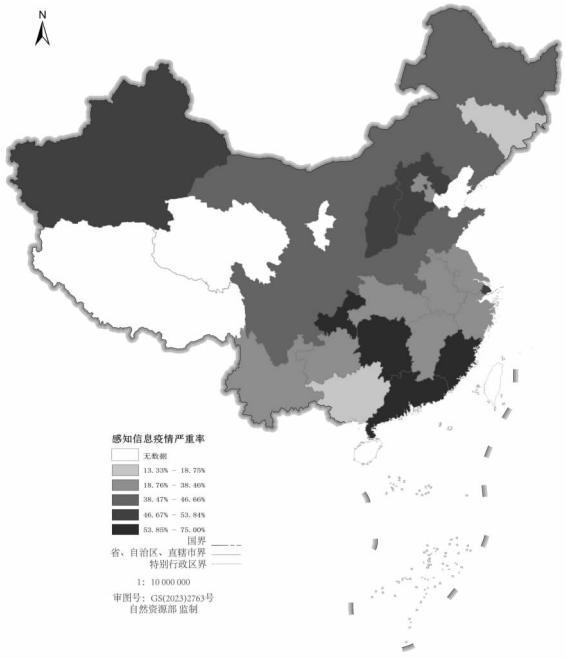 N
感知信息疫情严重率
无数据
13.33% - 18.75%
18.76% - 38.46%
38.47% - 46.66%
46.67% - 53.84%
53.85% - 75.00%
国界
省、自治区、直辖市界
特别行政区界
1: 10 000 000
审图号: GS(2023)2763号
自然资源部 监制